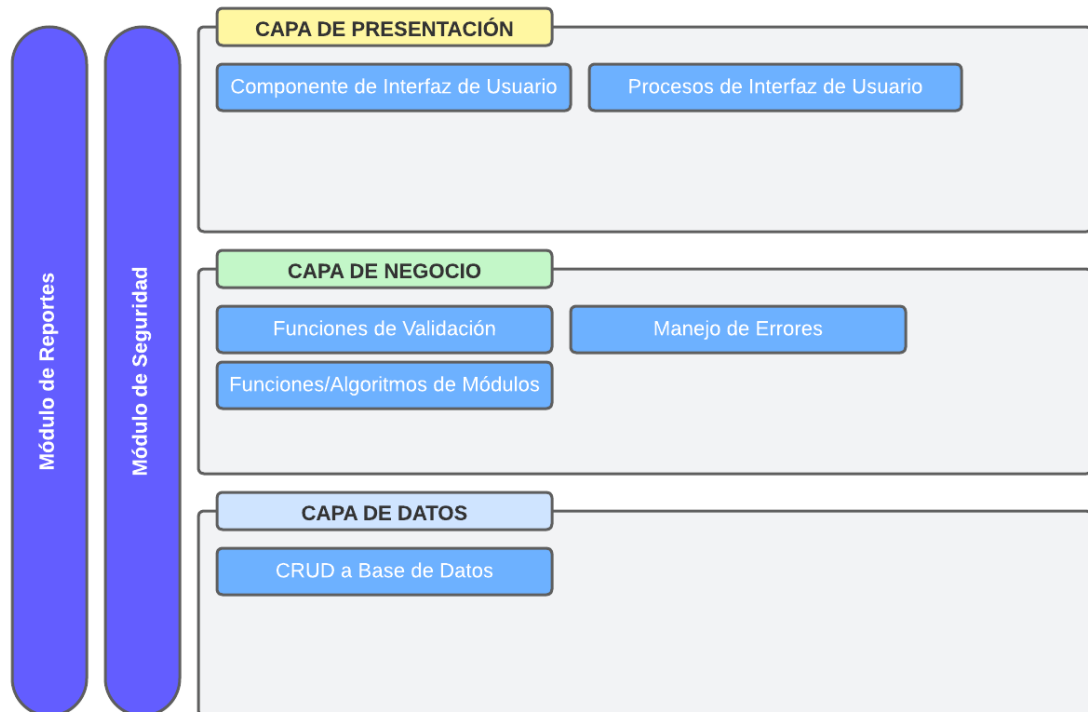 Módulo de Reportes
Módulo de Seguridad
CAPA DE PRESENTACIÓN
Componente de Interfaz de Usuario
Procesos de Interfaz de Usuario
CAPA DE NEGOCIO
Funciones de Validación
Manejo de Errores
Funciones/Algoritmos de Módulos
CAPA DE DATOS
CRUD a Base de Datos